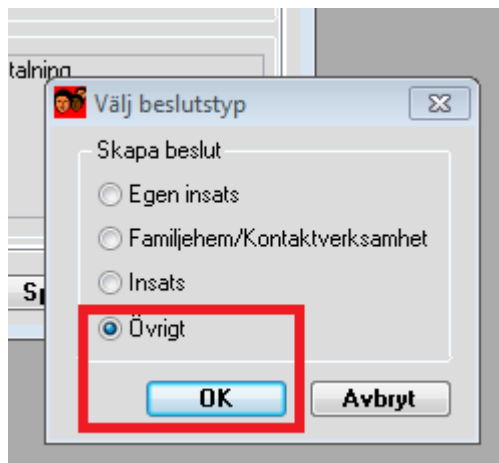 talning
Välj beslutstyp
Skapa beslut
Egen insats
Familjehem/Kontaktverksamhet
Insats
Övrigt
OK Avbryt